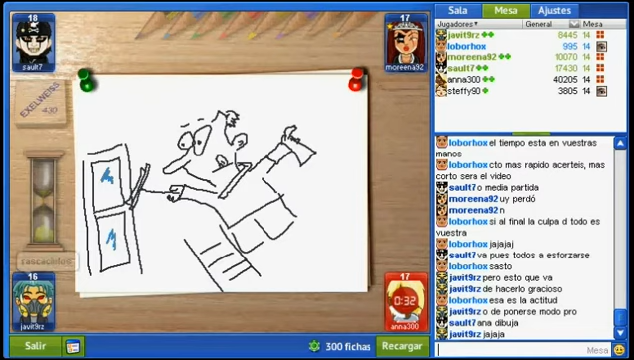 Sala
Mesa
Ajustes
Jugadores
General
Mesa
javit9rz 8445 14
loborhox 995 14
moreena92 10070 14
sault7 17430 14
anna300 40205 14
steffy90 3805 14
18
sault7
17
moreena92
EXELWEISS
rascacielos
16
javit9rz
17
0:32
anna300
loborhox el tiempo esta en vuestras
manos
loborhox cto mas rapido acerteis, mas
corto sera el video
sault7 o media partida
moreena92 uy perdó
moreena92 n
loborhox si al final la culpa d todo es
vuestra
loborhox jajajaj
sault7 va pues todos a esforzarse
loborhox sasto
javit9rz pero esto que va
javit9rz de hacerlo gracioso
loborhox esa es la actitud
javit9rz o de ponerse modo pro
sault7 ana dibuja
javit9rz jajaja
Salir
300 fichas
Recargar
Mesa